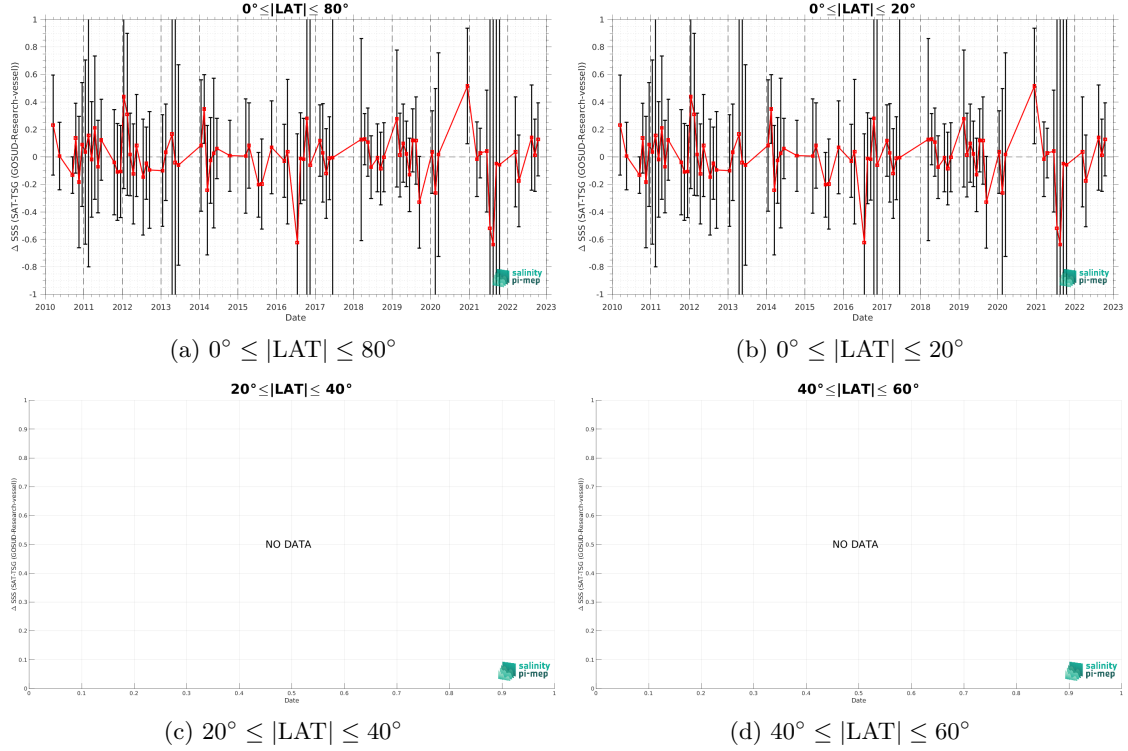 0°≤|LAT|≤ 80°
Δ SSS (SAT-TSG (GOSUD-Research-vessel))
1
0.8
0.6
0.4
0.2
0
-0.2
-0.4
-0.6
-0.8
-1
2010 2011 2012 2013 2014 2015 2016 2017 2018 2019 2020 2021 2022 2023
Date
salinity
pi-mep
(a) 0° ≤ |LAT| ≤ 80°
0°≤|LAT|≤ 20°
Δ SSS (SAT-TSG (GOSUD-Research-vessel))
1
0.8
0.6
0.4
0.2
0
-0.2
-0.4
-0.6
-0.8
-1
2010 2011 2012 2013 2014 2015 2016 2017 2018 2019 2020 2021 2022 2023
Date
salinity
pi-mep
(b) 0° ≤ |LAT| ≤ 20°
20°≤|LAT|≤ 40°
Δ SSS (SAT-TSG (GOSUD-Research-vessel))
1
0.9
0.8
0.7
0.6
0.5
0.4
0.3
0.2
0.1
0
NO DATA
0 0.1 0.2 0.3 0.4 0.5 0.6 0.7 0.8 0.9 1
Date
salinity
pi-mep
(c) 20° ≤ |LAT| ≤ 40°
40°≤|LAT|≤ 60°
Δ SSS (SAT-TSG (GOSUD-Research-vessel))
1
0.9
0.8
0.7
0.6
0.5
0.4
0.3
0.2
0.1
0
NO DATA
0 0.1 0.2 0.3 0.4 0.5 0.6 0.7 0.8 0.9 1
Date
salinity
pi-mep
(d) 40° ≤ |LAT| ≤ 60°